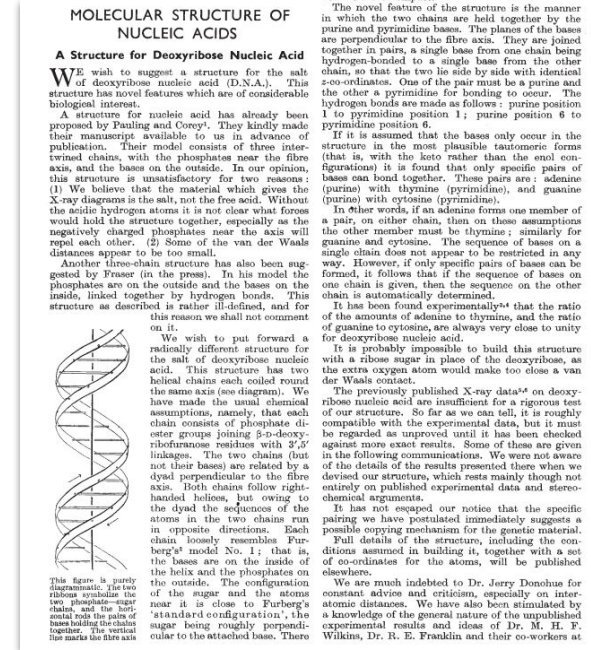 MOLECULAR STRUCTURE OF
NUCLEIC ACIDS
A Structure for Deoxyribose Nucleic Acid
WE wish to suggest a structure for the salt
of deoxyribose nucleic acid (D.N.A.). This
structure has novel features which are of considerable
biological interest.
A structure for nucleic acid has already been
proposed by Pauling and Corey¹. They kindly made
their manuscript available to us in advance of
publication. Their model consists of three inter-
twined chains, with the phosphates near the fibre
axis, and the bases on the outside. In our opinion,
this structure is unsatisfactory for two reasons :
(1) We believe that the material which gives the
X-ray diagrams is the salt, not the free acid. Without
the acidic hydrogen atoms it is not clear what forces
would hold the structure together, especially as the
negatively charged phosphates near the axis will
repel each other. (2) Some of the van der Waals
distances appear to be too small.
Another three-chain structure has also been sug-
gested by Fraser (in the press). In his model the
phosphates are on the outside and the bases on the
inside, linked together by hydrogen bonds. This
structure as described is rather ill-defined, and for
this reason we shall not comment
on it.
We wish to put forward a
radically different structure for
the salt of deoxyribose nucleic
acid. This structure has two
helical chains each coiled round
the same axis (see diagram). We
have made the usual chemical
assumptions, namely, that each
chain consists of phosphate di-
ester groups joining β-D-deoxy-
ribofuranose residues with 3′,5′
linkages. The two chains (but
not their bases) are related by a
dyad perpendicular to the fibre
axis. Both chains follow right-
handed helices, but owing to
the dyad the sequences of the
atoms in the two chains run
in opposite directions. Each
chain loosely resembles Fur-
berg's² model No. 1 ; that is,
the bases are on the inside of
the helix and the phosphates on
the outside. The configuration
of the sugar and the atoms
near it is close to Furberg's
'standard configuration', the
sugar being roughly perpendi-
cular to the attached base. There
This figure is purely
diagrammatic. The two
ribbons symbolize the
two phosphate—sugar
chains, and the hori-
zontal rods the pairs of
bases holding the chains
together. The vertical
line marks the fibre axis
The novel feature of the structure is the manner
in which the two chains are held together by the
purine and pyrimidine bases. The planes of the bases
are perpendicular to the fibre axis. They are joined
together in pairs, a single base from one chain being
hydrogen-bonded to a single base from the other
chain, so that the two lie side by side with identical
z-co-ordinates. One of the pair must be a purine and
the other a pyrimidine for bonding to occur. The
hydrogen bonds are made as follows : purine position
1 to pyrimidine position 1 ; purine position 6 to
pyrimidine position 6.
If it is assumed that the bases only occur in the
structure in the most plausible tautomeric forms
(that is, with the keto rather than the enol con-
figurations) it is found that only specific pairs of
bases can bond together. These pairs are : adenine
(purine) with thymine (pyrimidine), and guanine
(purine) with cytosine (pyrimidine).
In other words, if an adenine forms one member of
a pair, on either chain, then on these assumptions
the other member must be thymine ; similarly for
guanine and cytosine. The sequence of bases on a
single chain does not appear to be restricted in any
way. However, if only specific pairs of bases can be
formed, it follows that if the sequence of bases on
one chain is given, then the sequence on the other
chain is automatically determined.
It has been found experimentally³,⁴ that the ratio
of the amounts of adenine to thymine, and the ratio
of guanine to cytosine, are always very close to unity
for deoxyribose nucleic acid.
It is probably impossible to build this structure
with a ribose sugar in place of the deoxyribose, as
the extra oxygen atom would make too close a van
der Waals contact.
The previously published X-ray data⁵,⁶ on deoxy-
ribose nucleic acid are insufficient for a rigorous test
of our structure. So far as we can tell, it is roughly
compatible with the experimental data, but it must
be regarded as unproved until it has been checked
against more exact results. Some of these are given
in the following communications. We were not aware
of the details of the results presented there when we
devised our structure, which rests mainly though not
entirely on published experimental data and stereo-
chemical arguments.
It has not escaped our notice that the specific
pairing we have postulated immediately suggests a
possible copying mechanism for the genetic material.
Full details of the structure, including the con-
ditions assumed in building it, together with a set
of co-ordinates for the atoms, will be published
elsewhere.
We are much indebted to Dr. Jerry Donohue for
constant advice and criticism, especially on inter-
atomic distances. We have also been stimulated by
a knowledge of the general nature of the unpublished
experimental results and ideas of Dr. M. H. F.
Wilkins, Dr. R. E. Franklin and their co-workers at